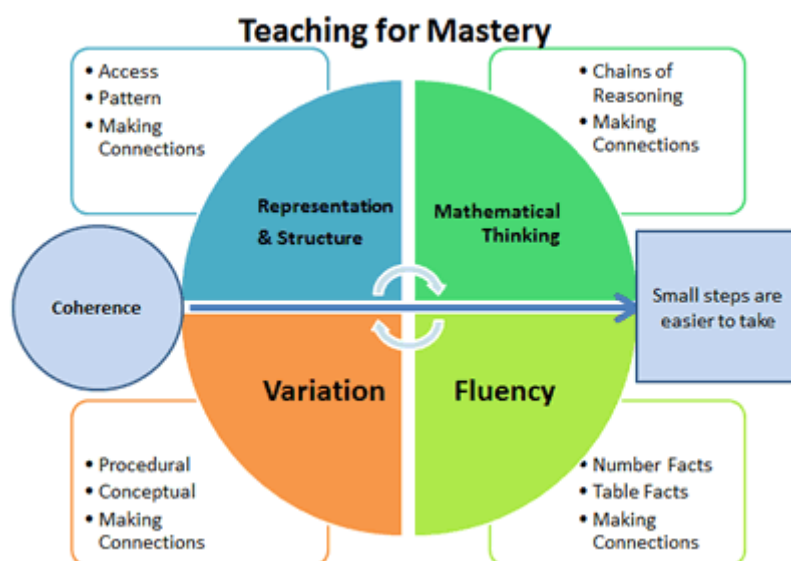 Teaching for Mastery
• Access
• Pattern
• Making
Connections
• Chains of
Reasoning
• Making
Connections
Representation
& Structure
Mathematical
Thinking
Coherence
Small steps are
easier to take
Variation
Fluency
• Procedural
• Conceptual
• Making
Connections
• Number Facts
• Table Facts
• Making
Connections